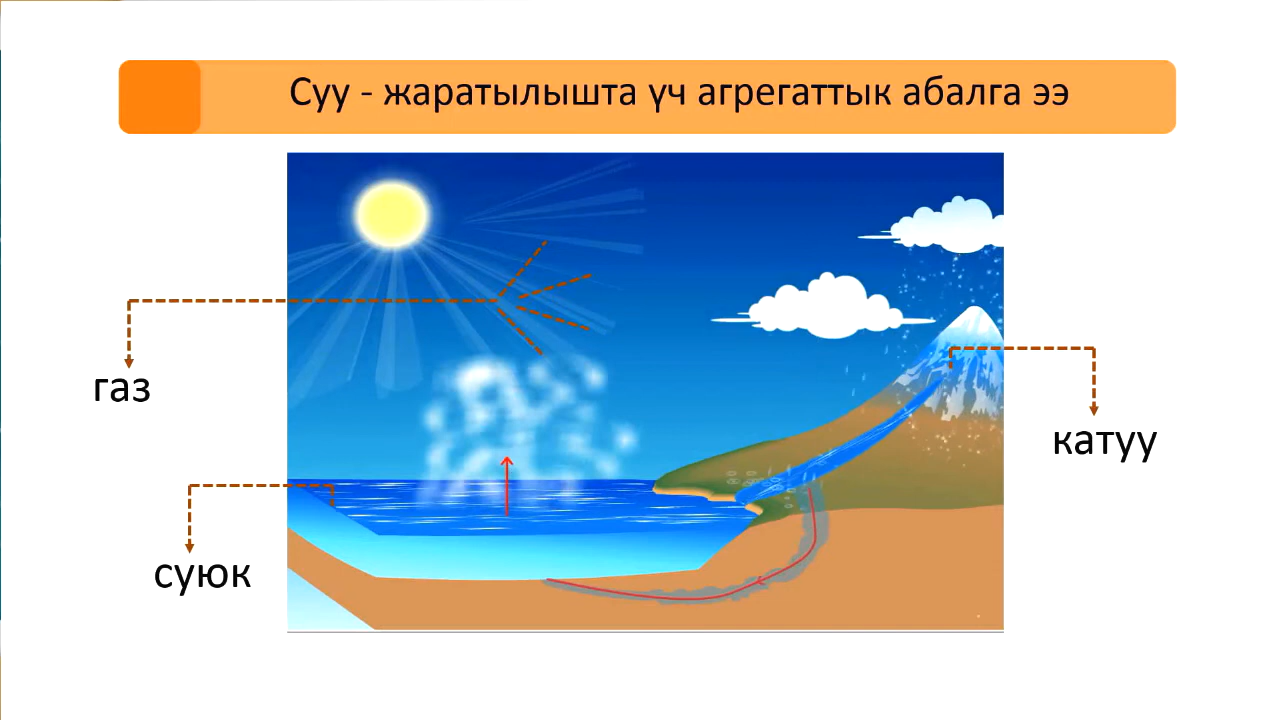 Суу - жаратылышта үч агрегаттык абалга ээ
газ
катуу
суюк